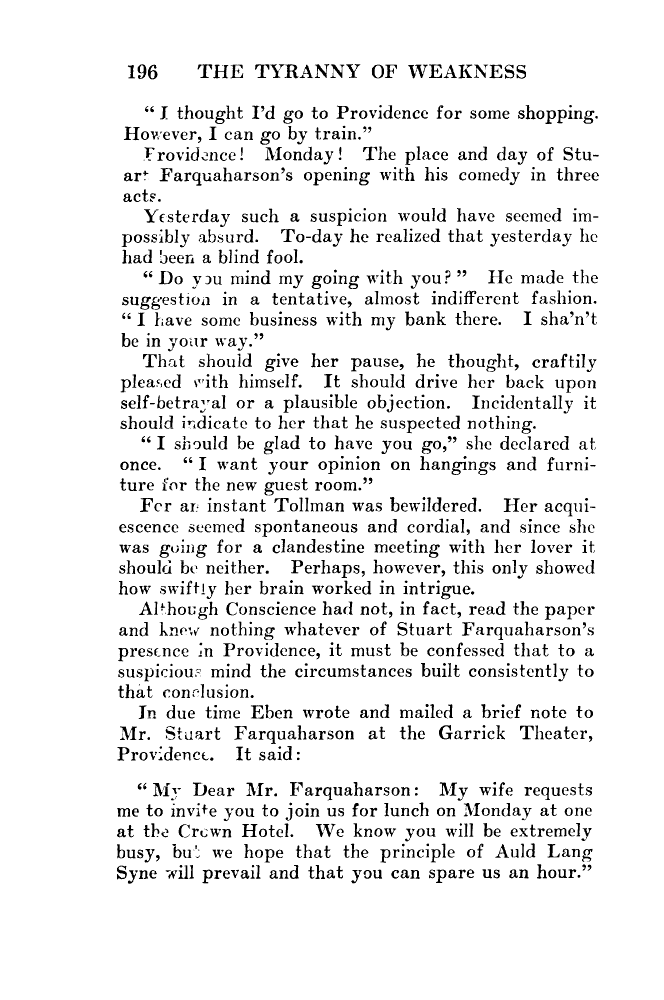 196 THE TYRANNY OF WEAKNESS
“ I thought I’d go to Providence for some shopping.
However, I can go by train.”
Providence! Monday! The place and day of Stu-
art Farquaharson’s opening with his comedy in three
acts.
Yesterday such a suspicion would have seemed im-
possibly absurd. To-day he realized that yesterday he
had been a blind fool.
“ Do you mind my going with you? ” He made the
suggestion in a tentative, almost indifferent fashion.
“ I have some business with my bank there. I sha’n’t
be in your way.”
That should give her pause, he thought, craftily
pleased with himself. It should drive her back upon
self-betrayal or a plausible objection. Incidentally it
should indicate to her that he suspected nothing.
“ I should be glad to have you go,” she declared at
once. “ I want your opinion on hangings and furni-
ture for the new guest room.”
For an instant Tollman was bewildered. Her acqui-
escence seemed spontaneous and cordial, and since she
was going for a clandestine meeting with her lover it
should be neither. Perhaps, however, this only showed
how swiftly her brain worked in intrigue.
Although Conscience had not, in fact, read the paper
and knew nothing whatever of Stuart Farquaharson’s
presence in Providence, it must be confessed that to a
suspicious mind the circumstances built consistently to
that conclusion.
In due time Eben wrote and mailed a brief note to
Mr. Stuart Farquaharson at the Garrick Theater,
Providence. It said:
“ My Dear Mr. Farquaharson: My wife requests
me to invite you to join us for lunch on Monday at one
at the Crown Hotel. We know you will be extremely
busy, but we hope that the principle of Auld Lang
Syne will prevail and that you can spare us an hour.”